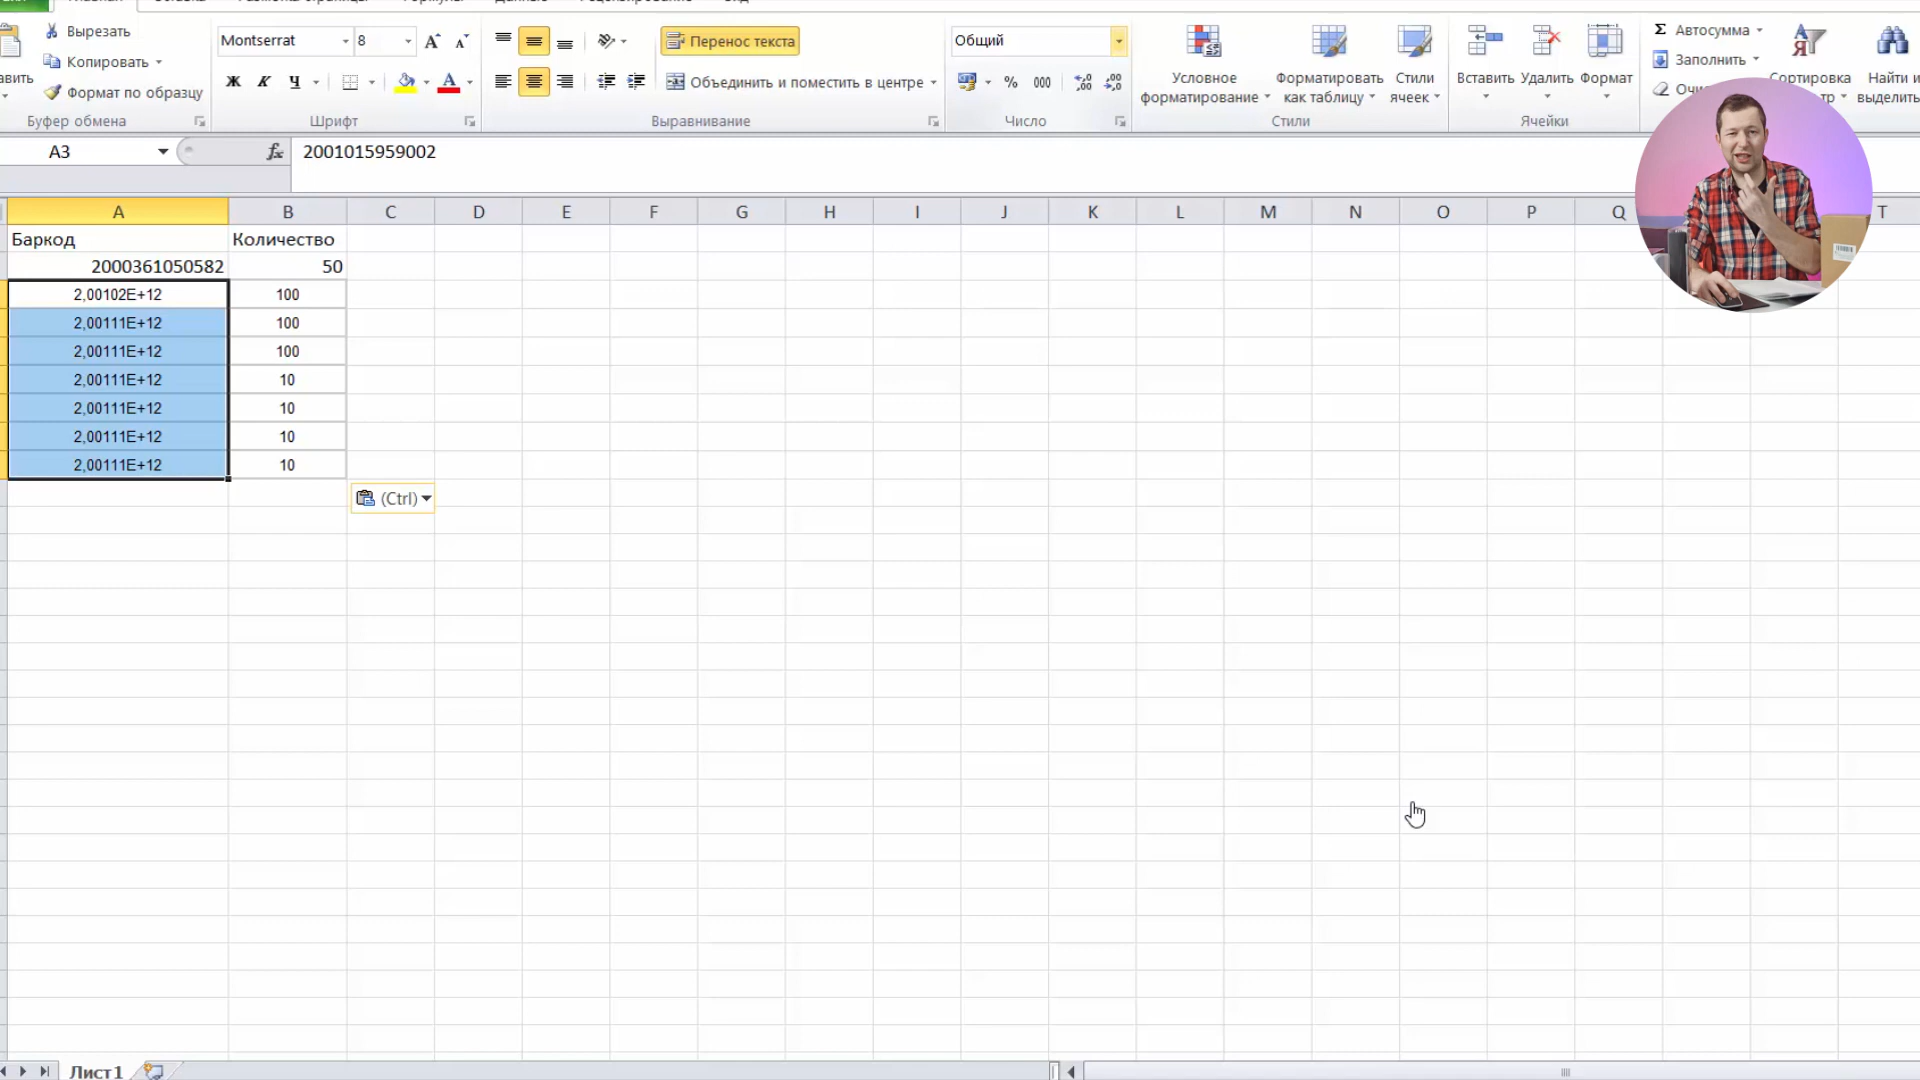 Вырезать
Копировать
Формат по образцу
Буфер обмена
Montserrat
8
Ж К Ч
Шрифт
Перенос текста
Объединить и поместить в центре
Выравнивание
Общий
% 000
Число
Условное
форматирование
Форматировать
как таблицу
Стили
ячеек
Стили
Вставить
Удалить
Формат
Ячейки
Σ Автосумма
Заполнить
Сортировка
Найти и
выделить
A3
fx
2001015959002
A B C D E F G H I J K L M N O P Q T
Баркод Количество
2000361050582 50
2,00102E+12 100
2,00111E+12 100
2,00111E+12 100
2,00111E+12 10
2,00111E+12 10
2,00111E+12 10
2,00111E+12 10
(Ctrl)
Лист1